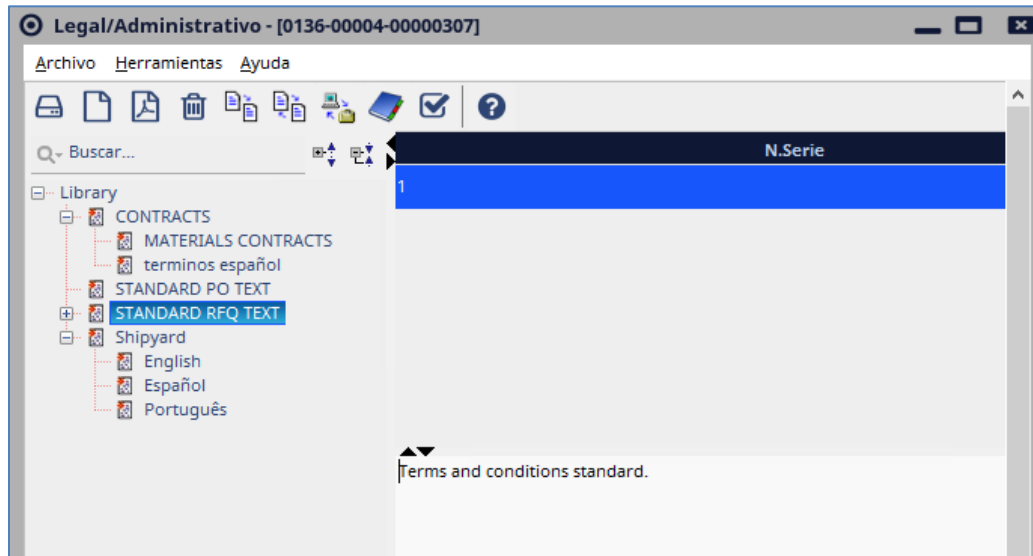 Legal/Administrativo - [0136-00004-00000307]
Archivo Herramientas Ayuda
Buscar...
Library
CONTRACTS
MATERIALS CONTRACTS
terminos español
STANDARD PO TEXT
STANDARD RFQ TEXT
Shipyard
English
Español
Português
N.Serie
1
Terms and conditions standard.